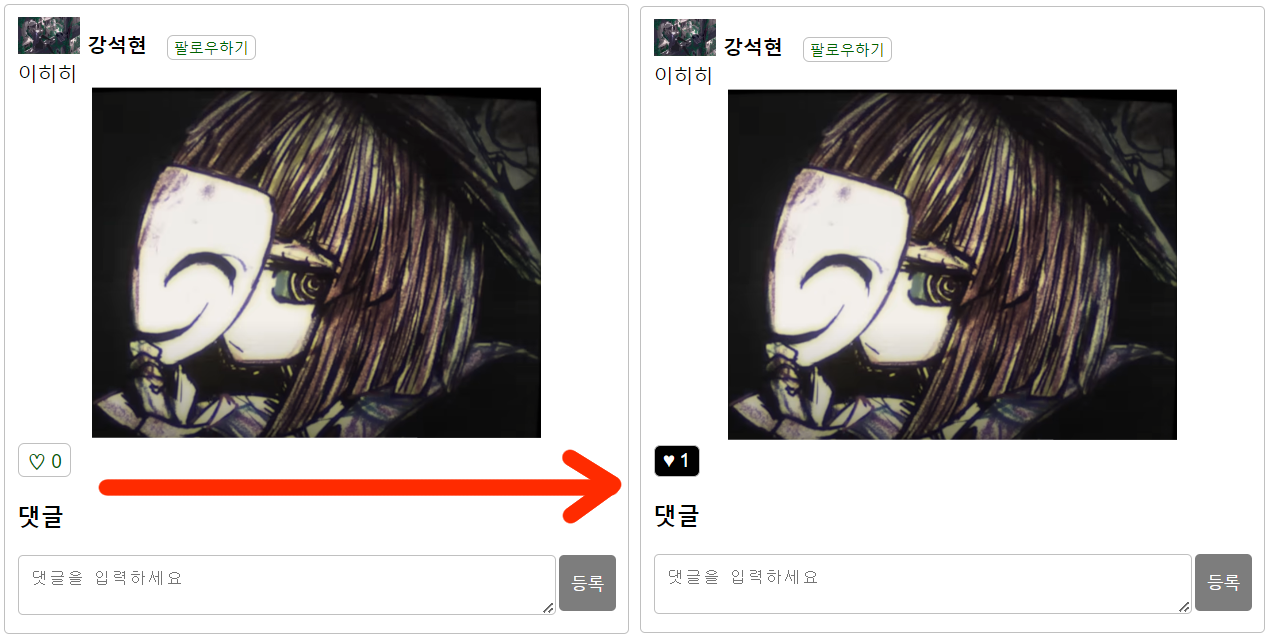 강석현 팔로우하기
이히히
♡ 0
댓글
댓글을 입력하세요 등록
강석현 팔로우하기
이히히
♥ 1
댓글
댓글을 입력하세요 등록